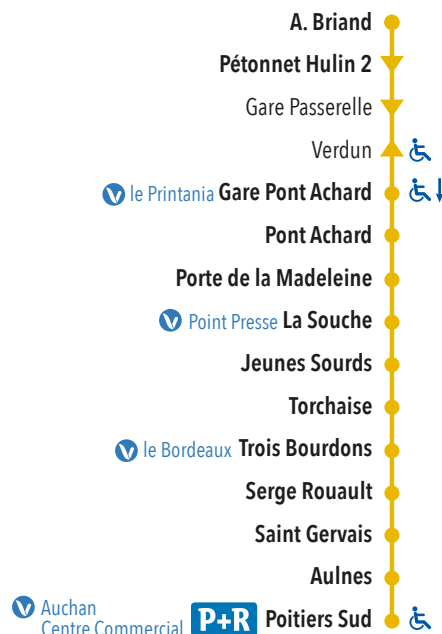 A. Briand
Pétonnet Hulin 2
Gare Passerelle
Verdun
le Printania Gare Pont Achard
Pont Achard
Porte de la Madeleine
Point Presse La Souche
Jeunes Sourds
Torchaise
le Bordeaux Trois Bourdons
Serge Rouault
Saint Gervais
Aulnes
Auchan
Centre Commercial P+R Poitiers Sud